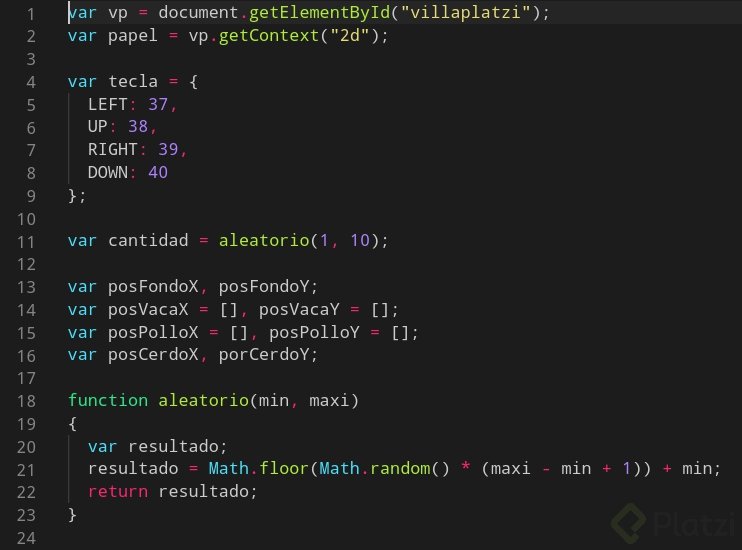 1 var vp = document.getElementById("villaplatzi");
2 var papel = vp.getContext("2d");
3
4 var tecla = {
5 LEFT: 37,
6 UP: 38,
7 RIGHT: 39,
8 DOWN: 40
9 };
10
11 var cantidad = aleatorio(1, 10);
12
13 var posFondoX, posFondoY;
14 var posVacaX = [], posVacaY = [];
15 var posPolloX = [], posPolloY = [];
16 var posCerdoX, porCerdoY;
17
18 function aleatorio(min, maxi)
19 {
20 var resultado;
21 resultado = Math.floor(Math.random() * (maxi - min + 1)) + min;
22 return resultado;
23 }
24
Platzi